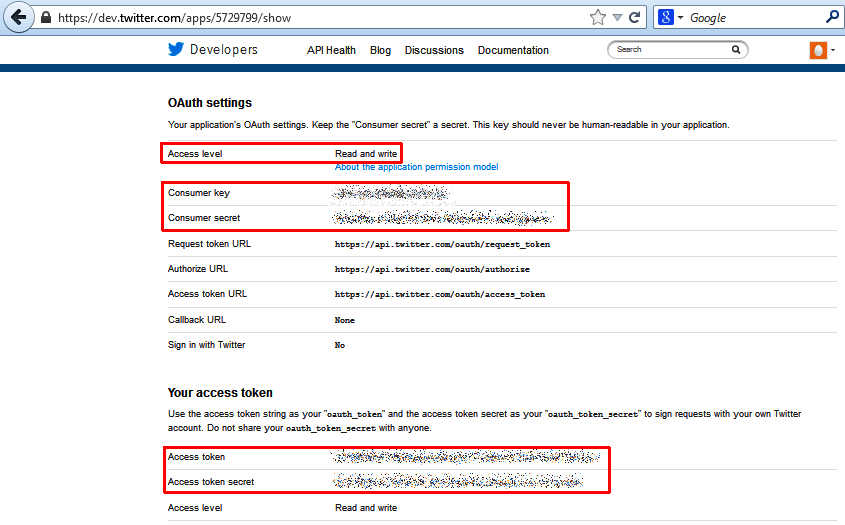 https://dev.twitter.com/apps/5729799/show
Google
Developers API Health Blog Discussions Documentation Search
OAuth settings
Your application's OAuth settings. Keep the "Consumer secret" a secret. This key should never be human-readable in your application.
Access level Read and write
About the application permission model
Consumer key
Consumer secret
Request token URL https://api.twitter.com/oauth/request_token
Authorize URL https://api.twitter.com/oauth/authorize
Access token URL https://api.twitter.com/oauth/access_token
Callback URL None
Sign in with Twitter No
Your access token
Use the access token string as your "oauth_token" and the access token secret as your "oauth_token_secret" to sign requests with your own Twitter
account. Do not share your oauth_token_secret with anyone.
Access token
Access token secret
Access level Read and write